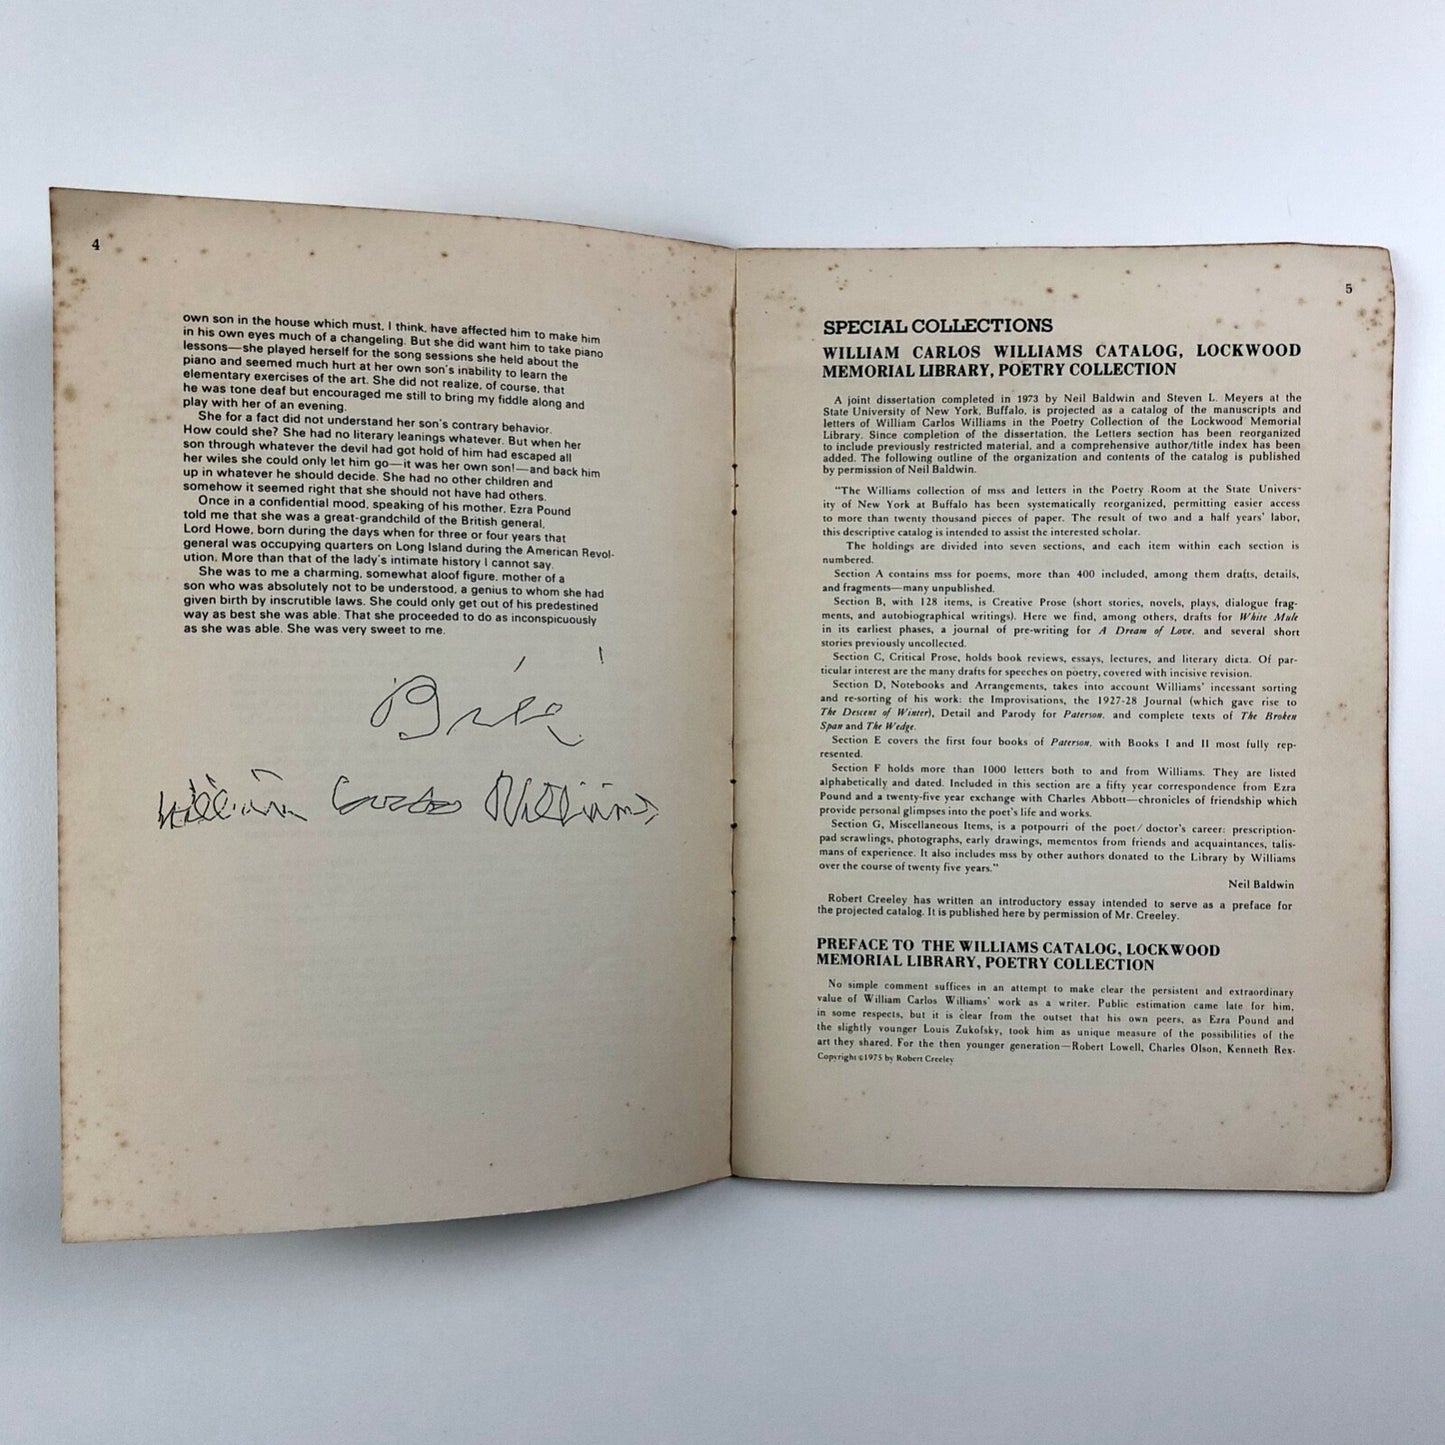 4
own son in the house which must, I think, have affected him to make him
in his own eyes much of a changeling. But she did want him to take piano
lessons—she played herself for the song sessions she held about the
piano and seemed much hurt at her own son's inability to learn the
elementary exercises of the art. She did not realize, of course, that
he was tone deaf but encouraged me still to bring my fiddle along and
play with her of an evening.
She for a fact did not understand her son's contrary behavior.
How could she? She had no literary leanings whatever. But when her
son through whatever the devil had got hold of him had escaped all
her wiles she could only let him go—it was her own son!—and back him
up in whatever he should decide. She had no other children and
somehow it seemed right that she should not have had others.
Once in a confidential mood, speaking of his mother, Ezra Pound
told me that she was a great-grandchild of the British general,
Lord Howe, born during the days when for three or four years that
general was occupying quarters on Long Island during the American Revol-
ution. More than that of the lady's intimate history I cannot say.
She was to me a charming, somewhat aloof figure, mother of a
son who was absolutely not to be understood, a genius to whom she had
given birth by inscrutible laws. She could only get out of his predestined
way as best she was able. That she proceeded to do as inconspicuously
as she was able. She was very sweet to me.
William Carlos Williams
5
SPECIAL COLLECTIONS
WILLIAM CARLOS WILLIAMS CATALOG, LOCKWOOD
MEMORIAL LIBRARY, POETRY COLLECTION
A joint dissertation completed in 1973 by Neil Baldwin and Steven L. Meyers at the
State University of New York, Buffalo, is projected as a catalog of the manuscripts and
letters of William Carlos Williams in the Poetry Collection of the Lockwood Memorial
Library. Since completion of the dissertation, the Letters section has been reorganized
to include previously restricted material, and a comprehensive author/title index has been
added. The following outline of the organization and contents of the catalog is published
by permission of Neil Baldwin.
"The Williams collection of mss and letters in the Poetry Room at the State Univers-
ity of New York at Buffalo has been systematically reorganized, permitting easier access
to more than twenty thousand pieces of paper. The result of two and a half years' labor,
this descriptive catalog is intended to assist the interested scholar.
The holdings are divided into seven sections, and each item within each section is
numbered.
Section A contains mss for poems, more than 400 included, among them drafts, details,
and fragments—many unpublished.
Section B, with 128 items, is Creative Prose (short stories, novels, plays, dialogue frag-
ments, and autobiographical writings). Here we find, among others, drafts for White Mule
in its earliest phases, a journal of pre-writing for A Dream of Love, and several short
stories previously uncollected.
Section C, Critical Prose, holds book reviews, essays, lectures, and literary dicta. Of par-
ticular interest are the many drafts for speeches on poetry, covered with incisive revision.
Section D, Notebooks and Arrangements, takes into account Williams' incessant sorting
and re-sorting of his work: the Improvisations, the 1927-28 Journal (which gave rise to
The Descent of Winter), Detail and Parody for Paterson, and complete texts of The Broken
Span and The Wedge.
Section E covers the first four books of Paterson, with Books I and II most fully rep-
resented.
Section F holds more than 1000 letters both to and from Williams. They are listed
alphabetically and dated. Included in this section are a fifty year correspondence from Ezra
Pound and a twenty-five year exchange with Charles Abbott—chronicles of friendship which
provide personal glimpses into the poet's life and works.
Section G, Miscellaneous Items, is a potpourri of the poet/doctor's career: prescription-
pad scrawlings, photographs, early drawings, mementos from friends and acquaintances, talis-
mans of experience. It also includes mss by other authors donated to the Library by Williams
over the course of twenty five years."
Neil Baldwin
Robert Creeley has written an introductory essay intended to serve as a preface for
the projected catalog. It is published here by permission of Mr. Creeley.
PREFACE TO THE WILLIAMS CATALOG, LOCKWOOD
MEMORIAL LIBRARY, POETRY COLLECTION
No simple comment suffices in an attempt to make clear the persistent and extraordinary
value of William Carlos Williams' work as a writer. Public estimation came late for him,
in some respects, but it is clear from the outset that his own peers, as Ezra Pound and
the slightly younger Louis Zukofsky, took him as unique measure of the possibilities of the
art they shared. For the then younger generation—Robert Lowell, Charles Olson, Kenneth Rex-
Copyright ©1975 by Robert Creeley